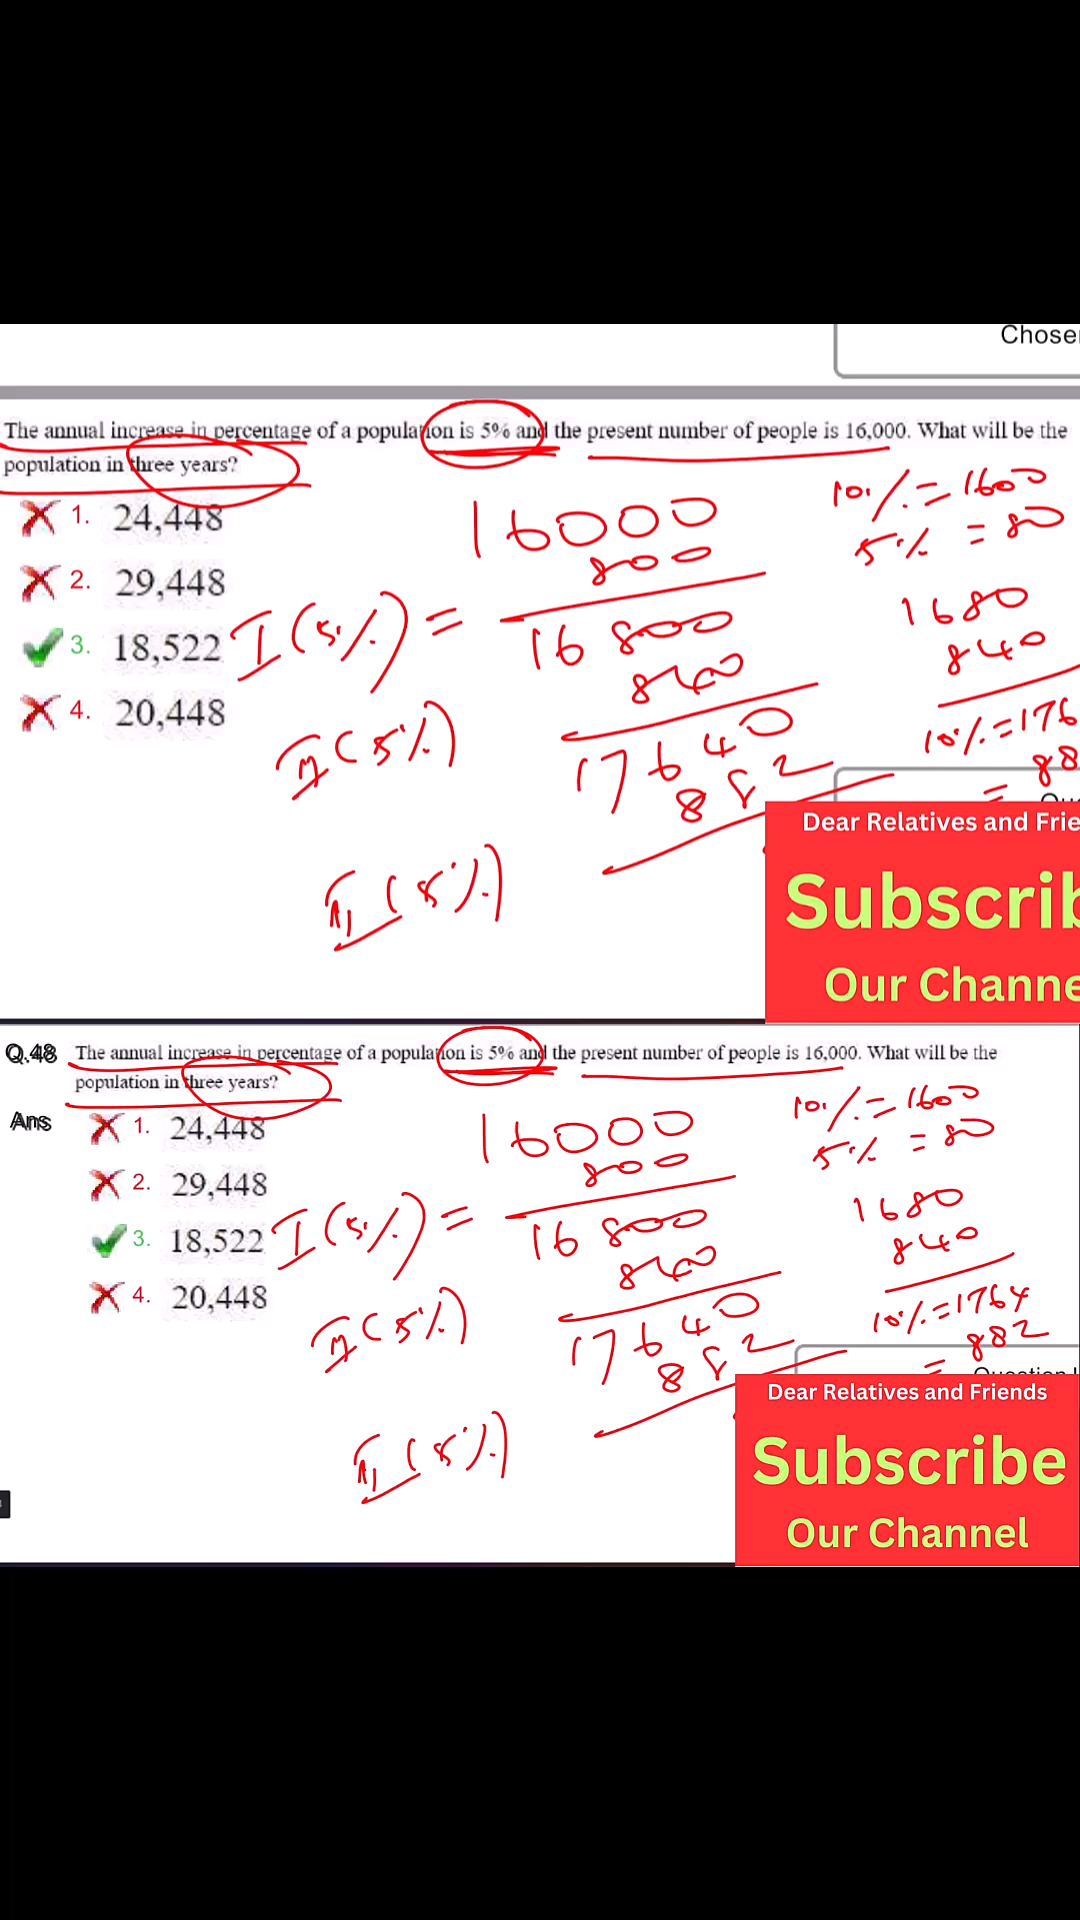 Chose
The annual increase in percentage of a population is 5% and the present number of people is 16,000. What will be the
population in three years?
1. 24,448
2. 29,448
3. 18,522
4. 20,448
16000
800
I (5%) =
16800
840
II (5%)
17640
882
III (5%)
10% = 1600
5% = 80
1680
840
10% = 176
= 88
Dear Relatives and Frie
Subscrib
Our Channe
Q.48 The annual increase in percentage of a population is 5% and the present number of people is 16,000. What will be the
population in three years?
Ans 1. 24,448
2. 29,448
3. 18,522
4. 20,448
16000
800
I (5%) =
16800
840
II (5%)
17640
882
III (5%)
10% = 1600
5% = 80
1680
840
10% = 1764
= 882
Dear Relatives and Friends
Subscribe
Our Channel